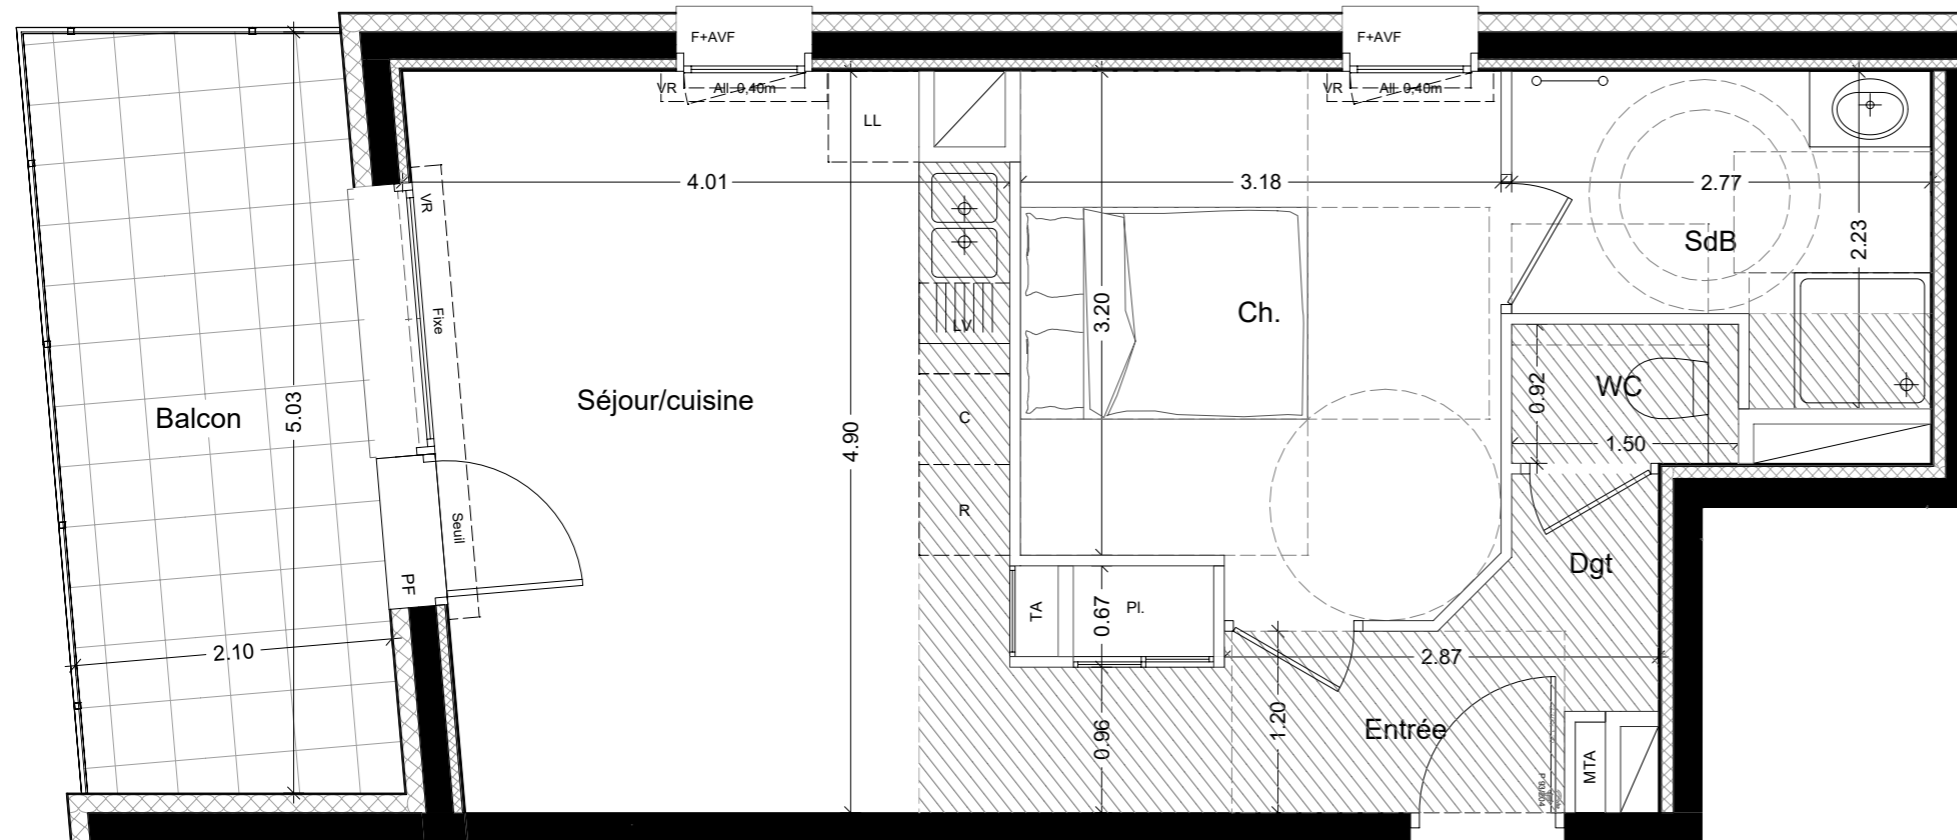 F+AVF
F+AVF
VR
All. 0,40m
VR
All. 0,40m
LL
4.01
3.18
2.77
VR
SdB
2.23
Fixe
LV
3.20
Ch.
Balcon
5.03
Séjour/cuisine
4.90
C
0.92
WC
1.50
R
Seuil
PF
Dgt
TA
0.67
Pl.
2.10
2.87
0.96
1.20
Entrée
MTA